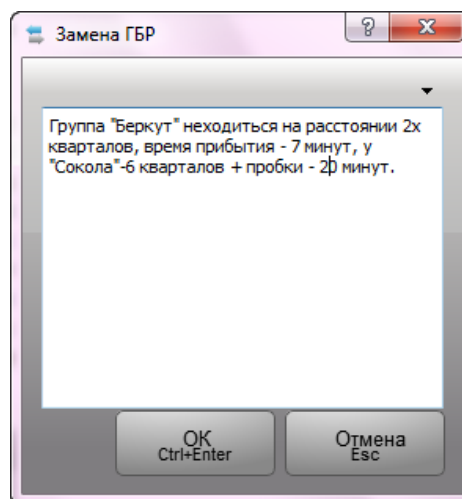 Замена ГБР
Группа "Беркут" неходиться на расстоянии 2х
кварталов, время прибытия - 7 минут, у
"Сокола"-6 кварталов + пробки - 20 минут.
ОК
Ctrl+Enter
Отмена
Esc